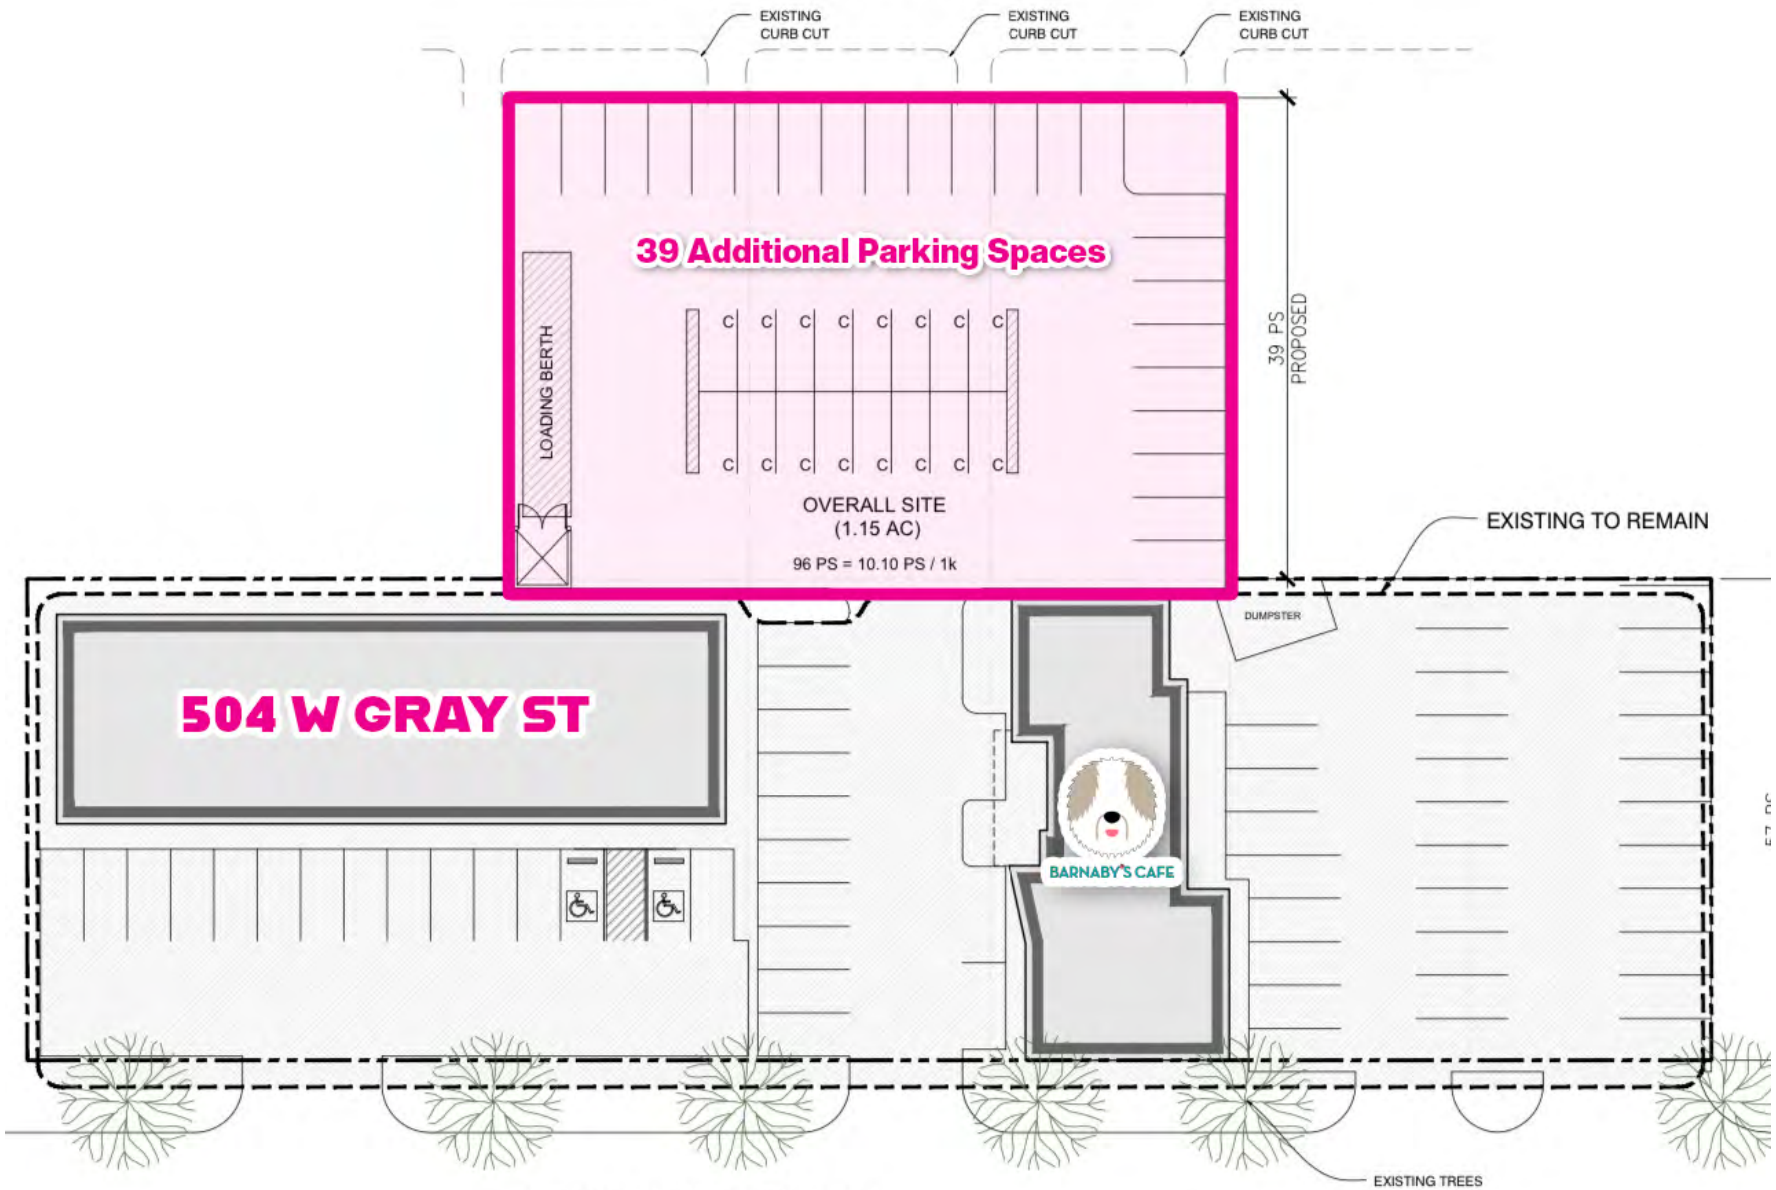 EXISTING
CURB CUT
EXISTING
CURB CUT
EXISTING
CURB CUT
39 Additional Parking Spaces
39 PS
PROPOSED
LOADING BERTH
C C C C C C C C
C C C C C C C C
OVERALL SITE
(1.15 AC)
96 PS = 10.10 PS / 1k
EXISTING TO REMAIN
DUMPSTER
504 W GRAY ST
BARNABY'S CAFE
EXISTING TREES